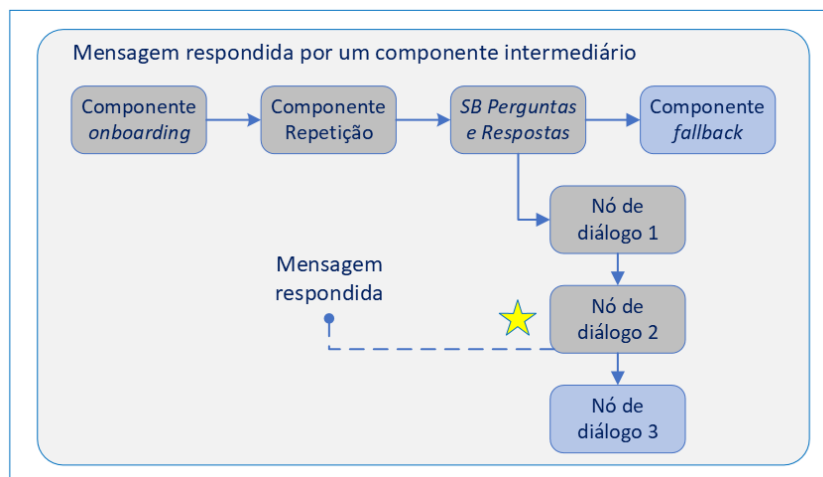 Mensagem respondida por um componente intermediário
Componente
onboarding
Componente
Repetição
SB Perguntas
e Respostas
Componente
fallback
Nó de
diálogo 1
Mensagem
respondida
Nó de
diálogo 2
Nó de
diálogo 3